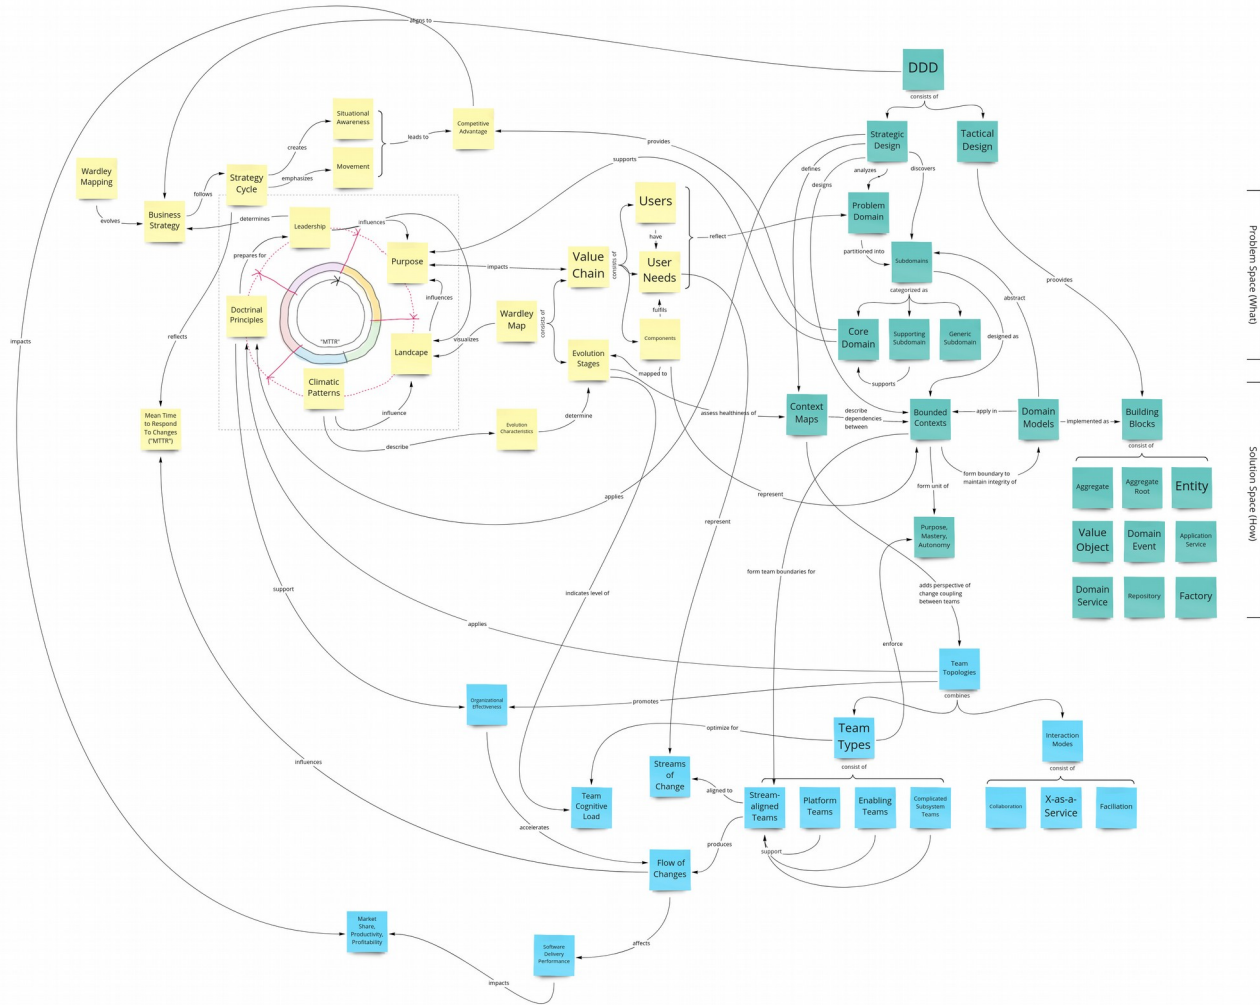 aligns to
DDD
consists of
Situational
Awareness
Competitive
Advantage
Strategic
Design
Tactical
Design
creates
leads to
provides
supports
defines
analyzes
discovers
Wardley
Mapping
Strategy
Cycle
emphasizes
Movement
designs
follows
evolves
Business
Strategy
determines
Leadership
influences
Users
have
reflect
Problem
Domain
partitioned into
prepares for
Purpose
impacts
Value
Chain
consists of
User
Needs
Subdomains
categorized as
proovides
abstract
Problem Space (What)
Doctrinal
Principles
influences
Wardley
Map
consists of
fulfils
Components
Core
Domain
Supporting
Subdomain
Generic
Subdomain
designed as
"MTTR"
visualizes
Landscape
impacts
reflects
Evolution
Stages
mapped to
supports
Climatic
Patterns
influence
describe
Evolution
Characteristics
determine
assess healthiness of
Context
Maps
describe
dependencies
between
Bounded
Contexts
apply in
Domain
Models
implemented as
Building
Blocks
consist of
Mean Time
to Respond
To Changes
("MTTR")
form boundary to
maintain integrity of
form unit of
Aggregate
Aggregate
Root
Entity
Solution Space (How)
applies
represent
represent
Purpose,
Mastery,
Autonomy
Value
Object
Domain
Event
Application
Service
form team boundaries for
adds perspective of
change coupling
between teams
Domain
Service
Repository
Factory
support
indicates level of
applies
enforce
Team
Topologies
combines
Organizational
Effectiveness
promotes
optimize for
Team
Types
consist of
Interaction
Modes
consist of
influences
Streams
of
Change
aligned to
Team
Cognitive
Load
Stream-
aligned
Teams
Platform
Teams
Enabling
Teams
Complicated
Subsystem
Teams
Collaboration
X-as-a-
Service
Faciliation
accelerates
produces
support
Flow of
Changes
Market
Share,
Productivity,
Profitability
affects
Software
Delivery
Performance
impacts